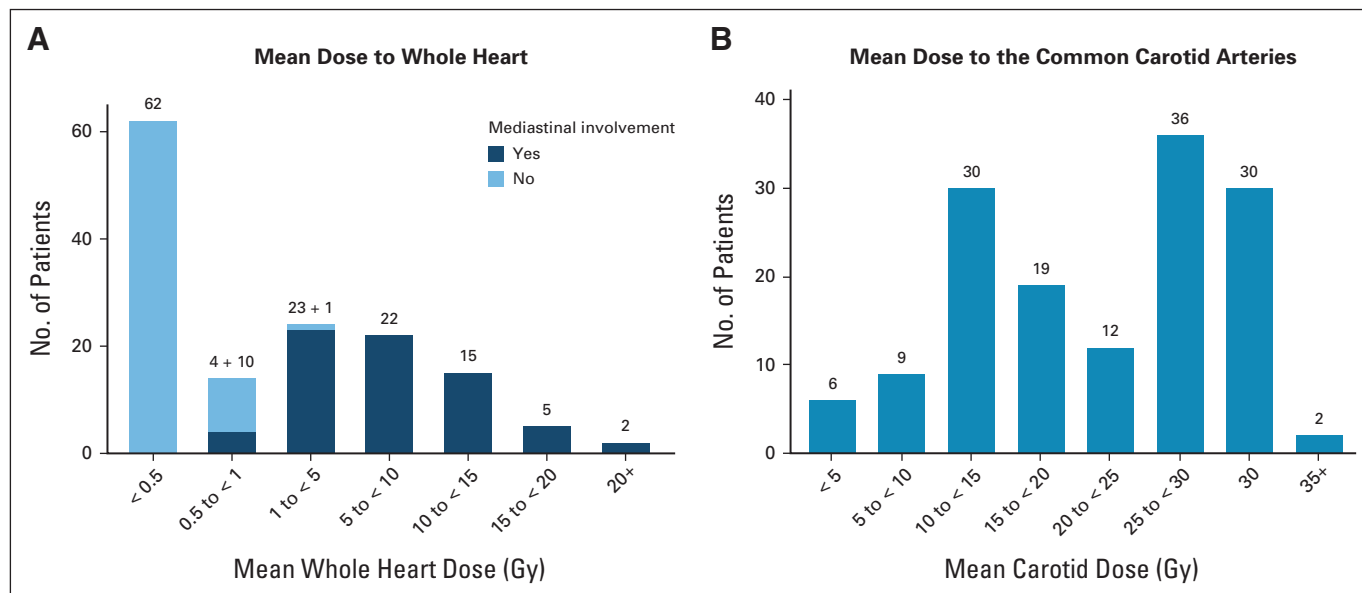 A
Mean Dose to Whole Heart
No. of Patients
60
40
20
0
62
4 + 10
23 + 1
22
15
5
2
Mediastinal involvement
Yes
No
< 0.5
0.5 to < 1
1 to < 5
5 to < 10
10 to < 15
15 to < 20
20+
Mean Whole Heart Dose (Gy)
B
Mean Dose to the Common Carotid Arteries
No. of Patients
40
30
20
10
0
6
9
30
19
12
36
30
2
< 5
5 to < 10
10 to < 15
15 to < 20
20 to < 25
25 to < 30
30
35+
Mean Carotid Dose (Gy)